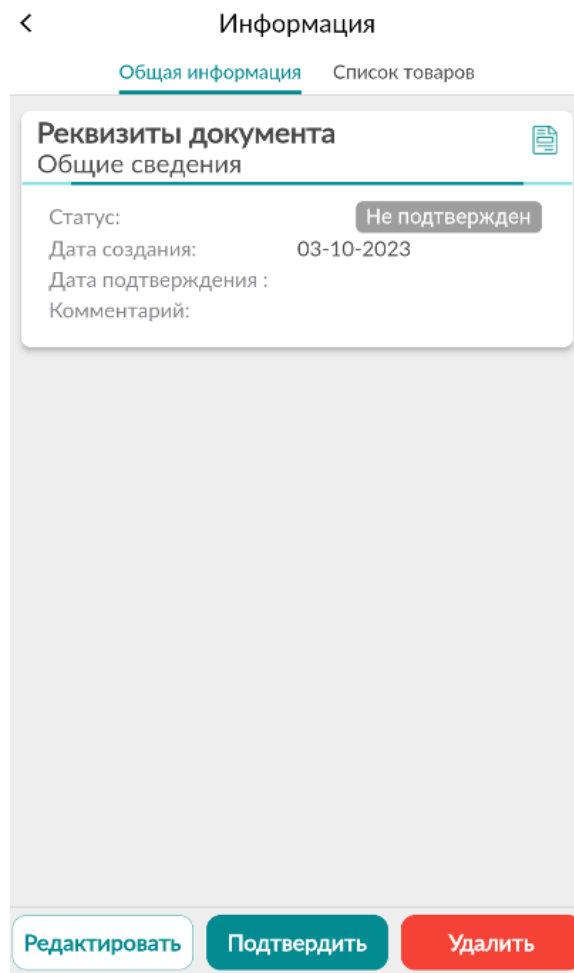 Информация
Общая информация Список товаров
Реквизиты документа
Общие сведения
Статус: Не подтвержден
Дата создания: 03-10-2023
Дата подтверждения :
Комментарий:
Редактировать Подтвердить Удалить